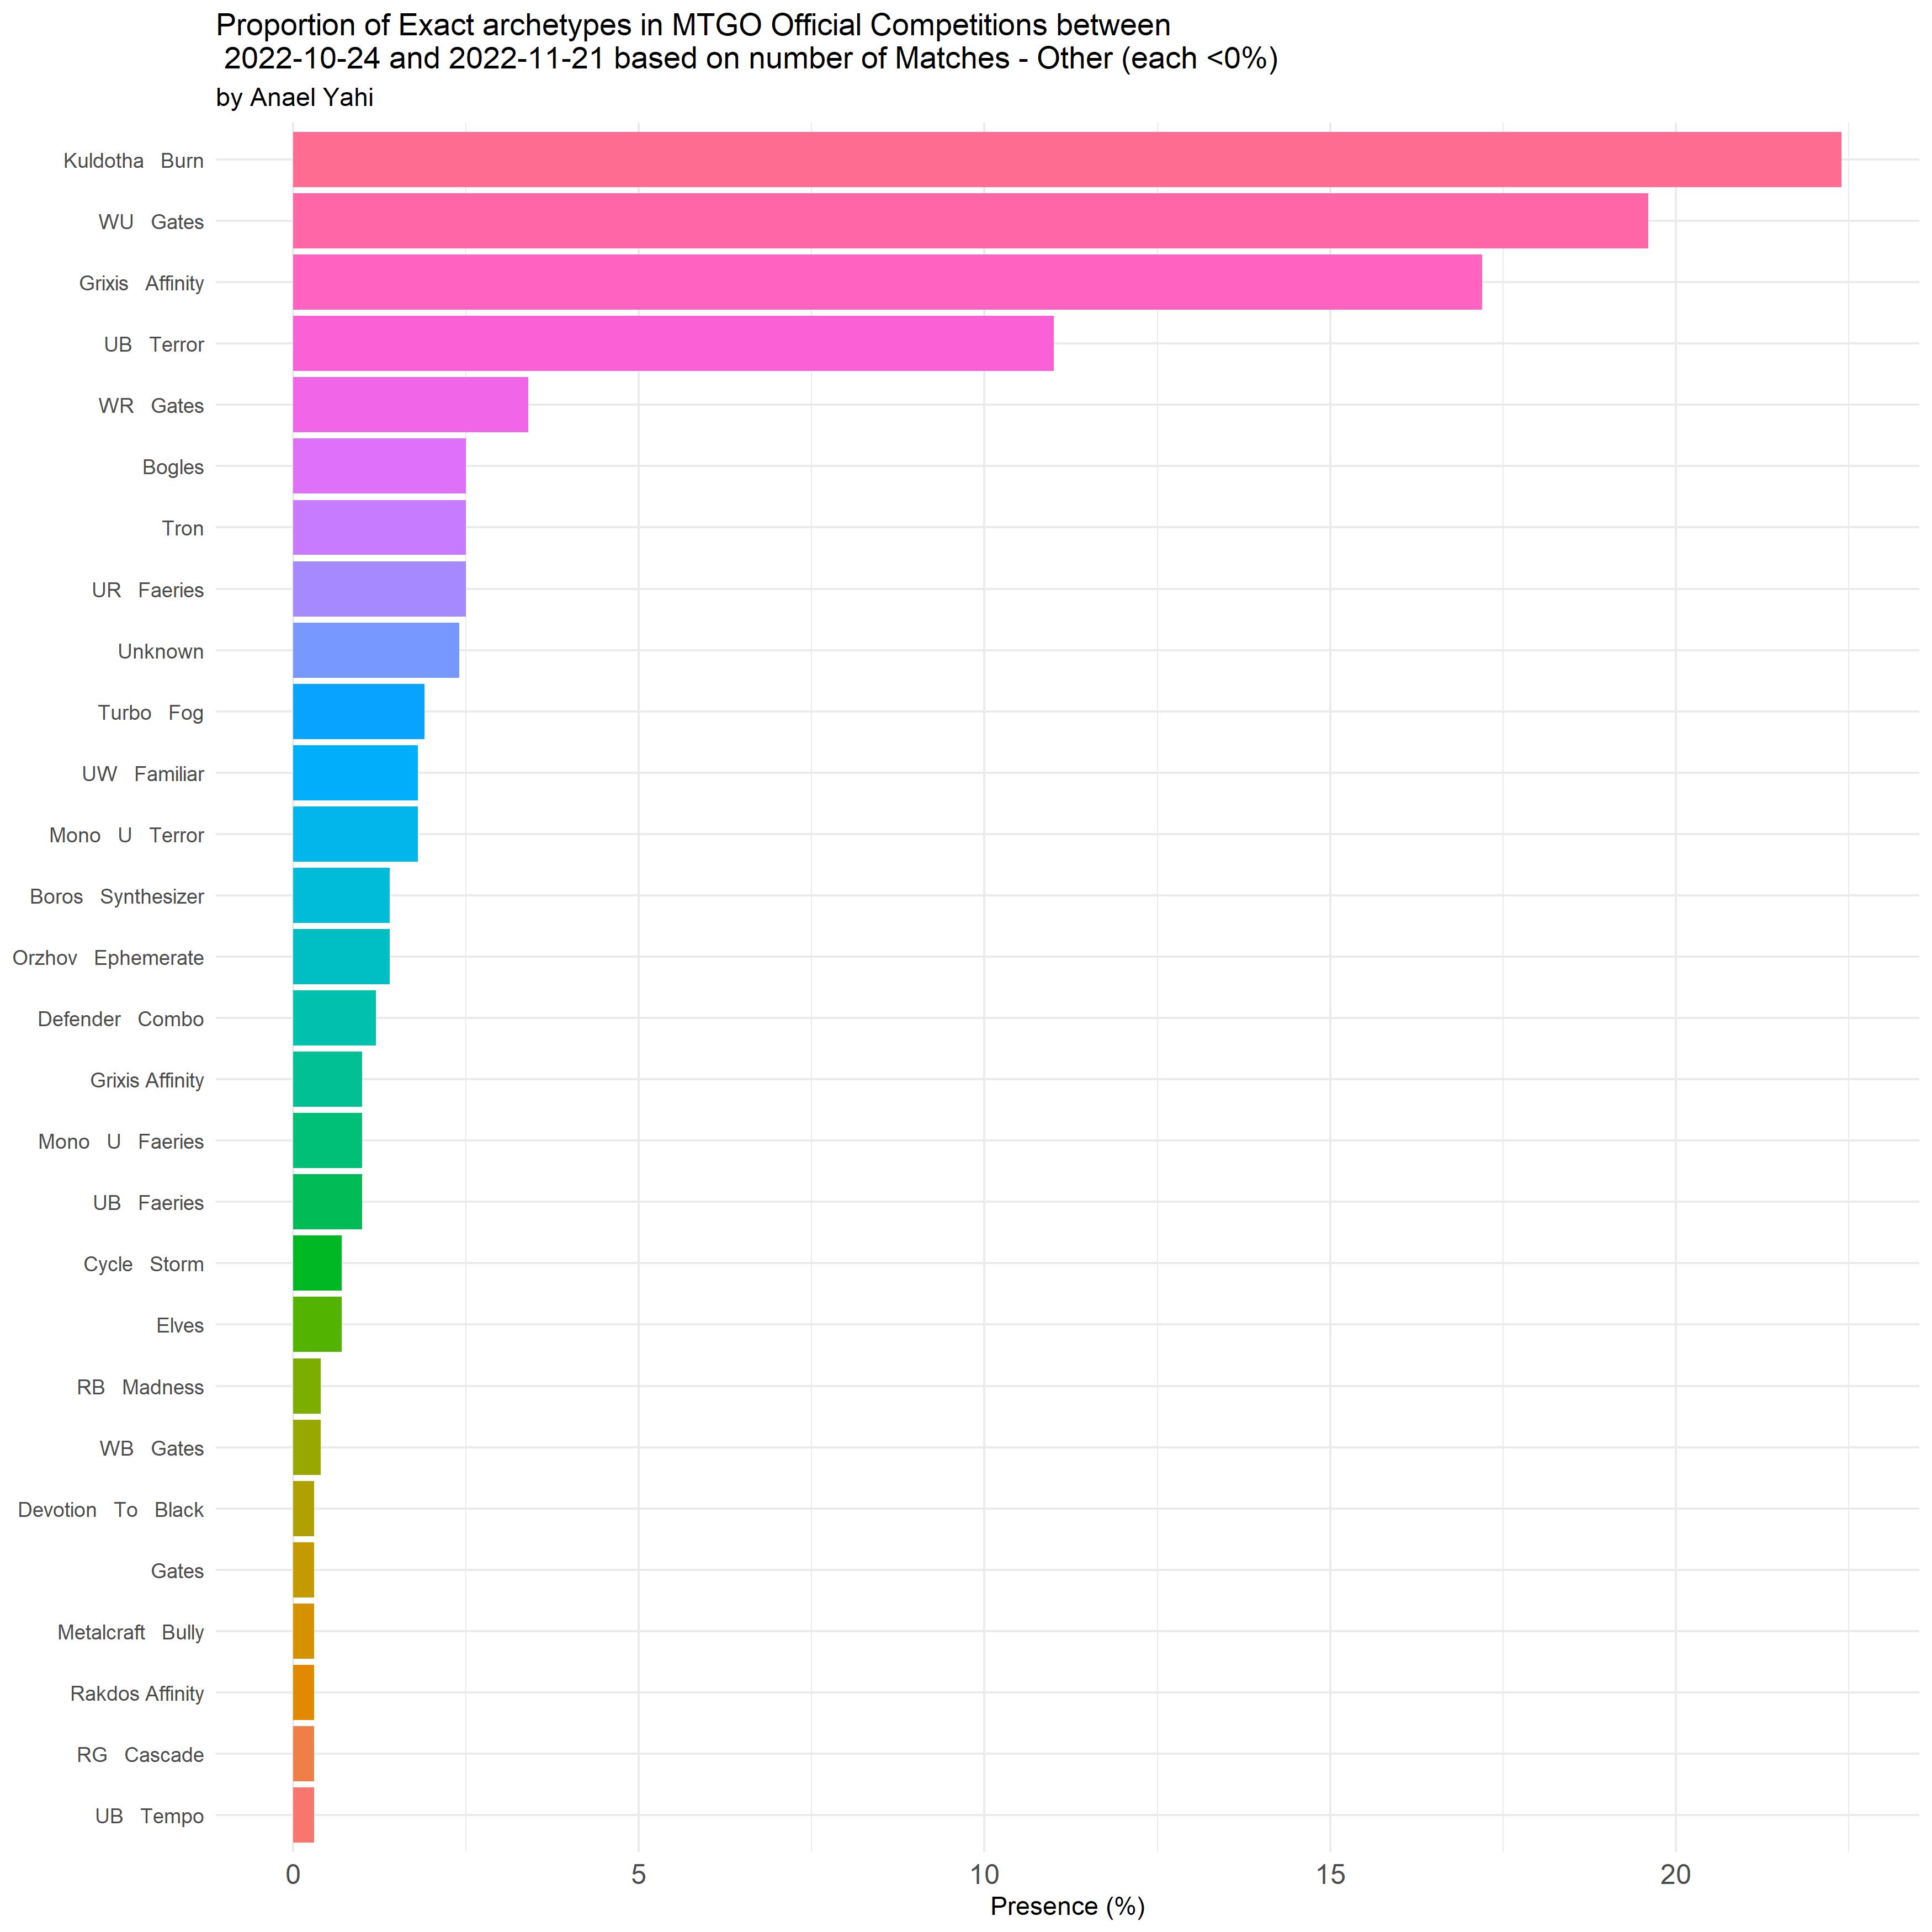 Proportion of Exact archetypes in MTGO Official Competitions between
2022-10-24 and 2022-11-21 based on number of Matches - Other (each <0%)
by Anael Yahi
Kuldotha Burn
WU Gates
Grixis Affinity
UB Terror
WR Gates
Bogles
Tron
UR Faeries
Unknown
Turbo Fog
UW Familiar
Mono U Terror
Boros Synthesizer
Orzhov Ephemerate
Defender Combo
Grixis Affinity
Mono U Faeries
UB Faeries
Cycle Storm
Elves
RB Madness
WB Gates
Devotion To Black
Gates
Metalcraft Bully
Rakdos Affinity
RG Cascade
UB Tempo
0 5 10 15 20
Presence (%)